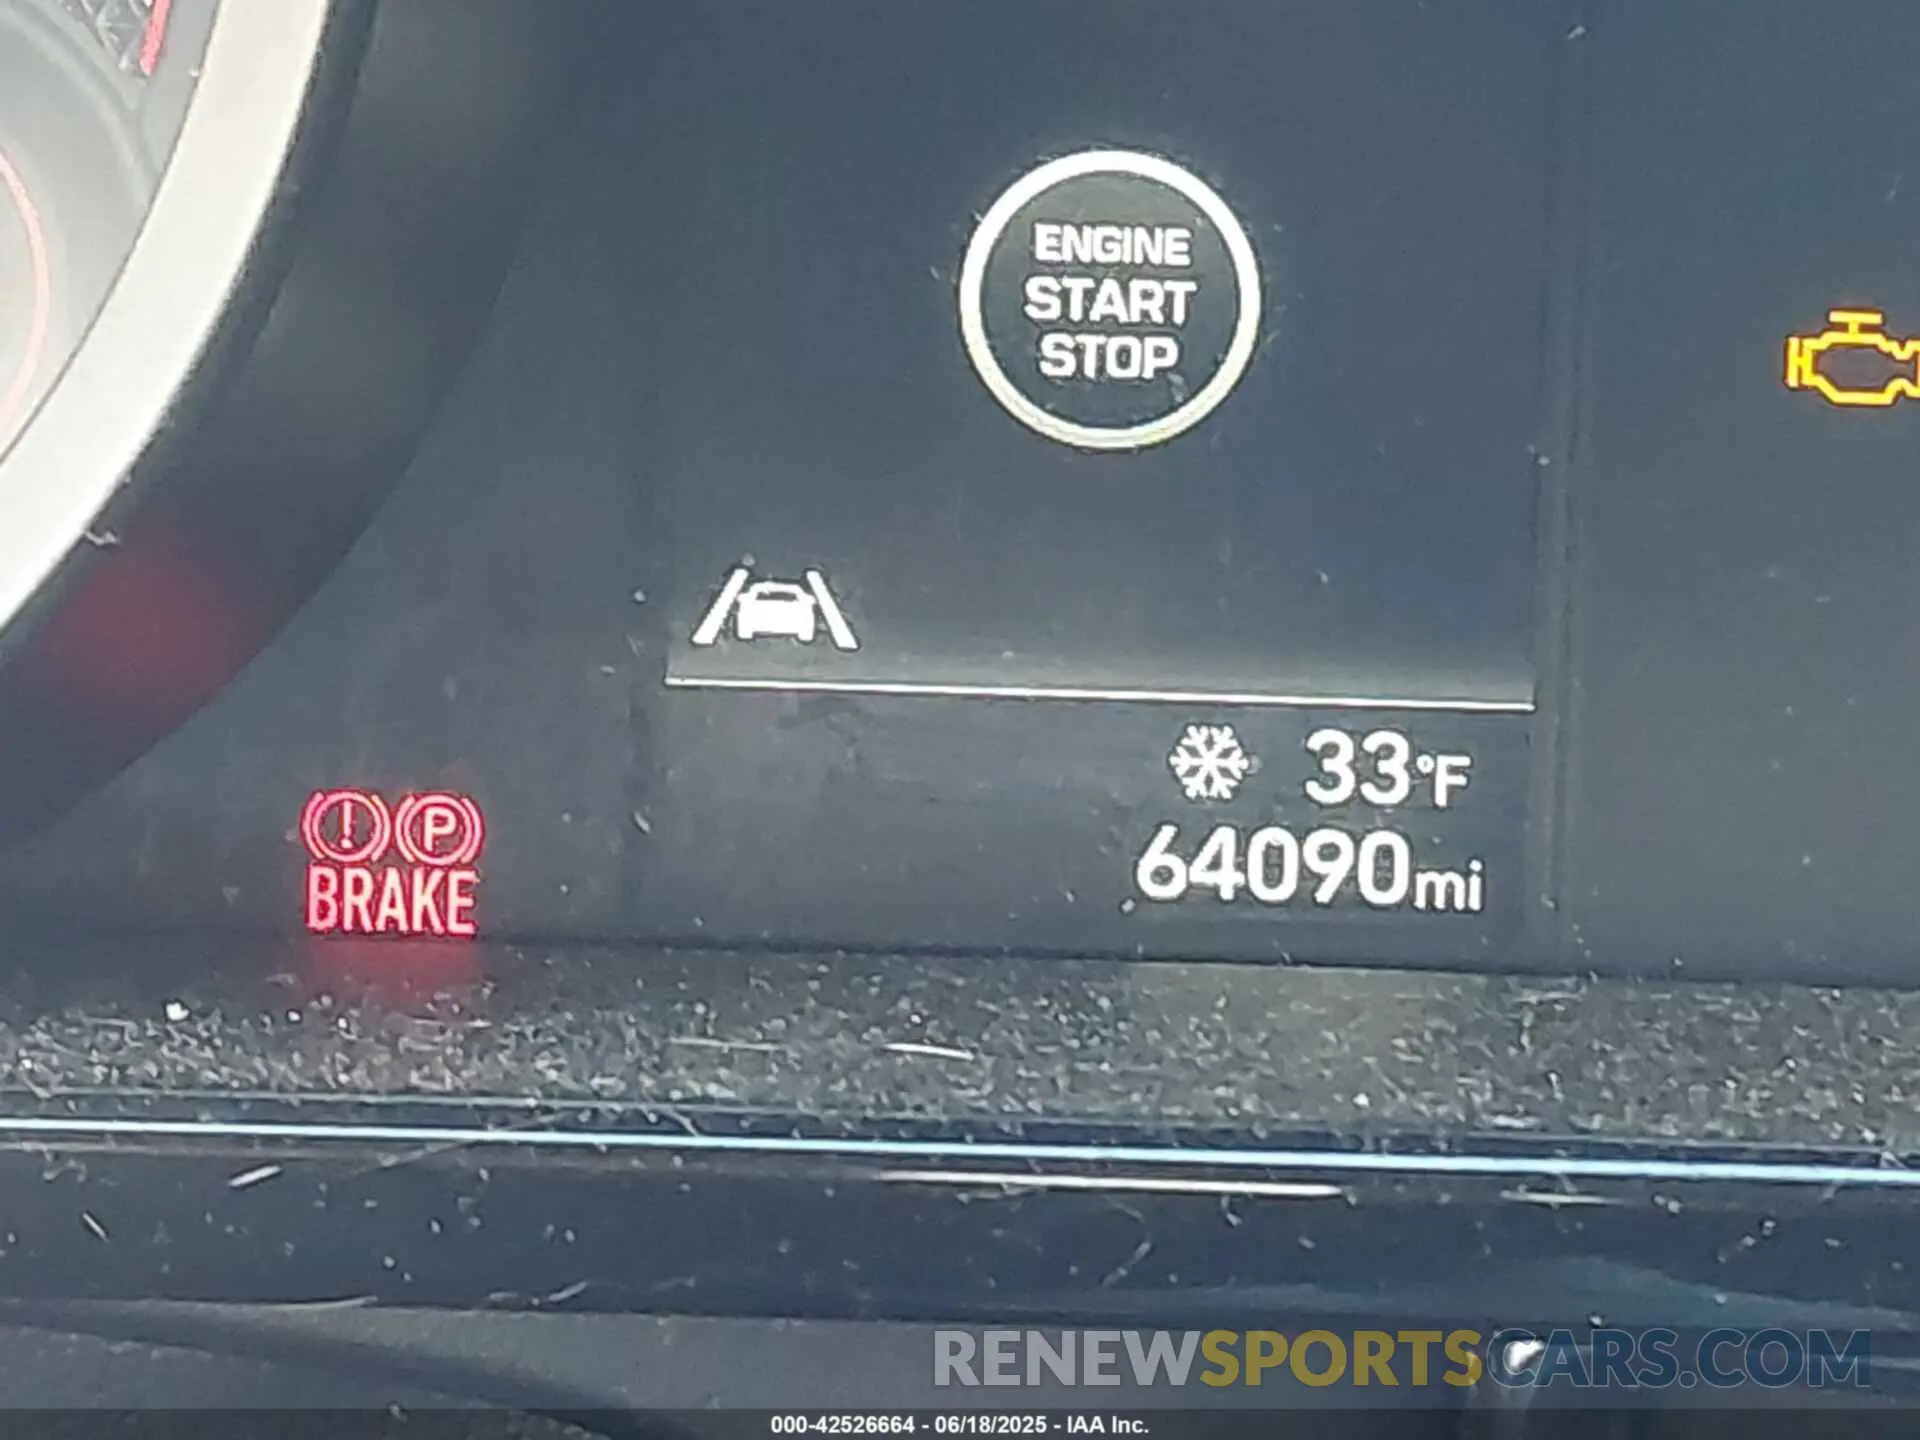 ENGINE
START
STOP
33°F
64090mi
! P
BRAKE
RENEWSPORTSCARS.COM
000-42526664 - 06/18/2025 - IAA Inc.